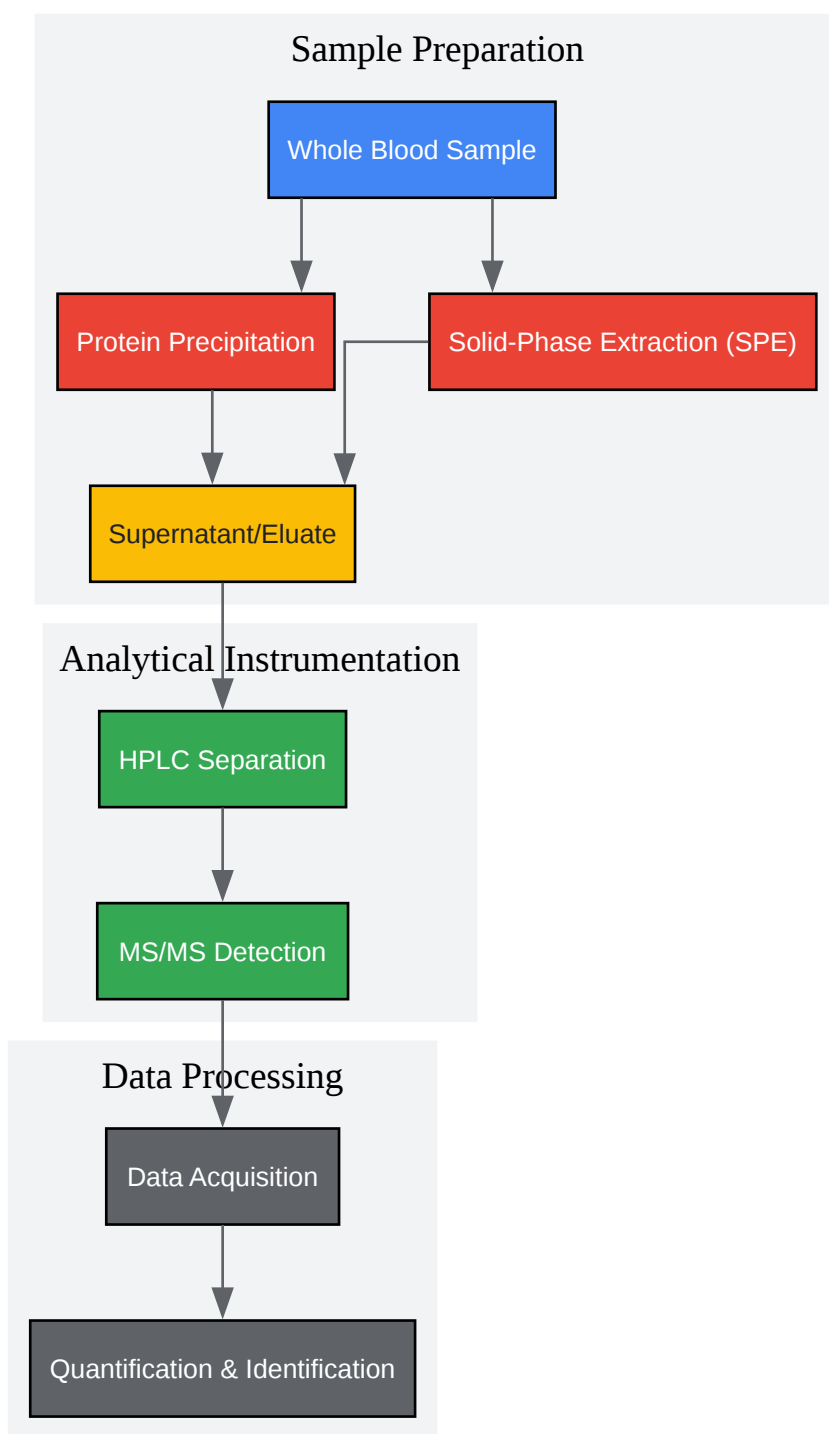 Sample Preparation
Whole Blood Sample
Protein Precipitation
Solid-Phase Extraction (SPE)
Supernatant/Eluate
Analytical Instrumentation
HPLC Separation
MS/MS Detection
Data Processing
Data Acquisition
Quantification & Identification